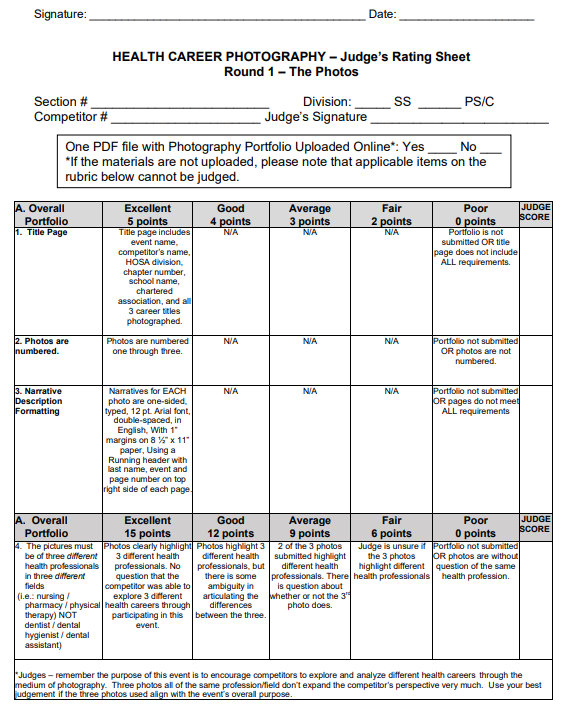 Signature: ______________________________________________ Date: ____________________
HEALTH CAREER PHOTOGRAPHY – Judge's Rating Sheet
Round 1 – The Photos
Section # __________________________ Division: _____ SS ______ PS/C
Competitor # ______________________ Judge's Signature __________________________
One PDF file with Photography Portfolio Uploaded Online*: Yes ____ No ___
*If the materials are not uploaded, please note that applicable items on the
rubric below cannot be judged.
A. Overall
Portfolio
Excellent
5 points
Good
4 points
Average
3 points
Fair
2 points
Poor
0 points
JUDGE
SCORE
1. Title Page
Title page includes
event name,
competitor's name,
HOSA division,
chapter number,
school name,
chartered
association, and all
3 career titles
photographed.
N/A
N/A
N/A
Portfolio is not
submitted OR title
page does not include
ALL requirements.
2. Photos are
numbered.
Photos are numbered
one through three.
N/A
N/A
N/A
Portfolio not submitted
OR photos are not
numbered.
3. Narrative
Description
Formatting
Narratives for EACH
photo are one-sided,
typed, 12 pt. Arial font,
double-spaced, in
English, With 1"
margins on 8 ½" x 11"
paper, Using a
Running header with
last name, event and
page number on top
right side of each page.
N/A
N/A
N/A
Portfolio not submitted
OR pages do not meet
ALL requirements
A. Overall
Portfolio
Excellent
15 points
Good
12 points
Average
9 points
Fair
6 points
Poor
0 points
JUDGE
SCORE
4. The pictures must
be of three different
health professionals
in three different
fields
(i.e.: nursing /
pharmacy / physical
therapy) NOT
dentist / dental
hygienist / dental
assistant)
Photos clearly highlight
3 different health
professionals. No
question that the
competitor was able to
explore 3 different
health careers through
participating in this
event.
Photos highlight 3
different health
professionals, but
there is some
ambiguity in
articulating the
differences
between the three.
2 of the 3 photos
submitted highlight
different health
professionals. There
is question about
whether or not the 3rd
photo does.
Judge is unsure if
the 3 photos
highlight different
health professionals
Portfolio not submitted
OR photos are without
question of the same
health profession.
*Judges – remember the purpose of this event is to encourage competitors to explore and analyze different health careers through the
medium of photography. Three photos all of the same profession/field don't expand the competitor's perspective very much. Use your best
judgement if the three photos used align with the event's overall purpose.